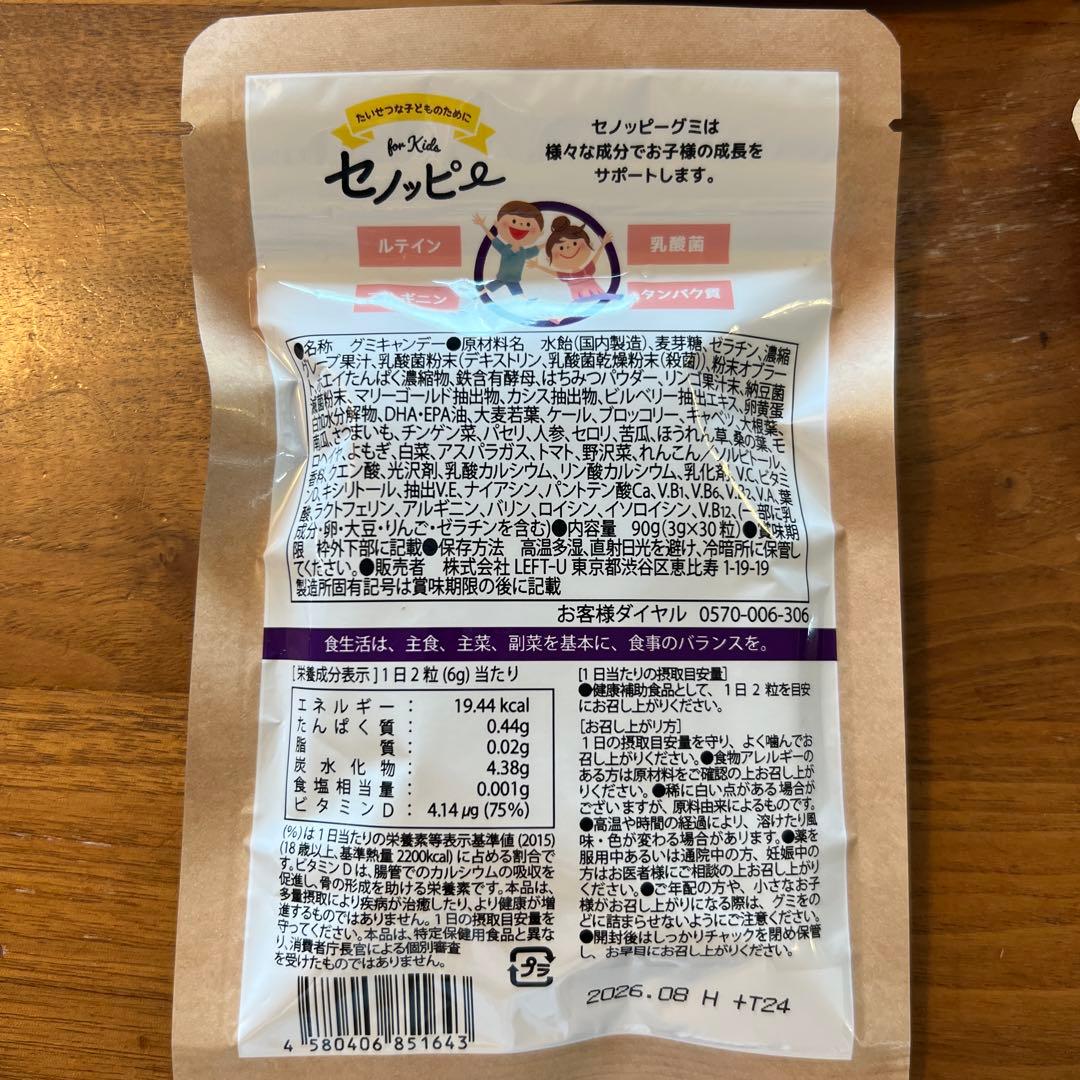 たいせつな子どものために
for Kids
セノッピー
セノッピーグミは
様々な成分でお子様の成長を
サポートします。
ルテイン
乳酸菌
ギニン
タンパク質
●名称 グミキャンデー●原材料名 水飴(国内製造)、麦芽糖、ゼラチン、濃縮
グレープ果汁、乳酸菌粉末(デキストリン、乳酸菌乾燥粉末(殺菌))、粉末オブラー
ト、ホエイたんぱく濃縮物、鉄含有酵母、はちみつパウダー、リンゴ果汁末、納豆菌
滅菌粉末、マリーゴールド抽出物、カシス抽出物、ビルベリー抽出エキス、卵黄蛋
白加水分解物、DHA・EPA油、大麦若葉、ケール、ブロッコリー、キャベツ、大根葉、
南瓜、さつまいも、チンゲン菜、パセリ、人参、セロリ、苦瓜、ほうれん草、桑の葉、モ
ロヘイヤ、よもぎ、白菜、アスパラガス、トマト、野沢菜、れんこん／ソルビトール、
香料、クエン酸、光沢剤、乳酸カルシウム、リン酸カルシウム、乳化剤、V.C、ビタミ
ンD、キシリトール、抽出V.E、ナイアシン、パントテン酸Ca、V.B1、V.B6、V.B2、V.A、葉
酸、ラクトフェリン、アルギニン、バリン、ロイシン、イソロイシン、V.B12、(一部に乳
成分・卵・大豆・りんご・ゼラチンを含む)●内容量 90g(3g×30粒)●賞味期
限 枠外下部に記載●保存方法 高温多湿、直射日光を避け、冷暗所に保管し
てください。●販売者 株式会社 LEFT-U 東京都渋谷区恵比寿 1-19-19
製造所固有記号は賞味期限の後に記載
お客様ダイヤル 0570-006-306
食生活は、主食、主菜、副菜を基本に、食事のバランスを。
[栄養成分表示]1日2粒(6g)当たり
エネルギー: 19.44 kcal
たんぱく質: 0.44g
脂質: 0.02g
炭水化物: 4.38g
食塩相当量: 0.001g
ビタミンD: 4.14μg(75%)
(%)は1日当たりの栄養素等表示基準値(2015)
(18歳以上、基準熱量2200kcal)に占める割合で
す。ビタミンDは、腸管でのカルシウムの吸収を
促進し、骨の形成を助ける栄養素です。本品は、
多量摂取により疾病が治癒したり、より健康が増
進するものではありません。1日の摂取目安量を
守ってください。本品は、特定保健用食品と異な
り、消費者庁長官による個別審査
を受けたものではありません。
[1日当たりの摂取目安量]
●健康補助食品として、1日2粒を目安
にお召し上がりください。
[お召し上がり方]
1日の摂取目安量を守り、よく噛んでお
召し上がりください。●食物アレルギーの
ある方は原材料をご確認の上お召し上が
りください。●稀に白い点がある場合が
ございますが、原料由来によるものです。
●高温や時間の経過により、溶けたり風
味・色が変わる場合があります。●薬を
服用中あるいは通院中の方、妊娠中の
方はお医者様にご相談の上お召し上がり
ください。●ご年配の方や、小さなお子
様がお召し上がりになる際は、グミをの
どに詰まらせないようにご注意ください。
●開封後はしっかりチャックを閉め保管
し、お早目にお召し上がりください。
プラ
2026.08 H +T24
4 580406 851643